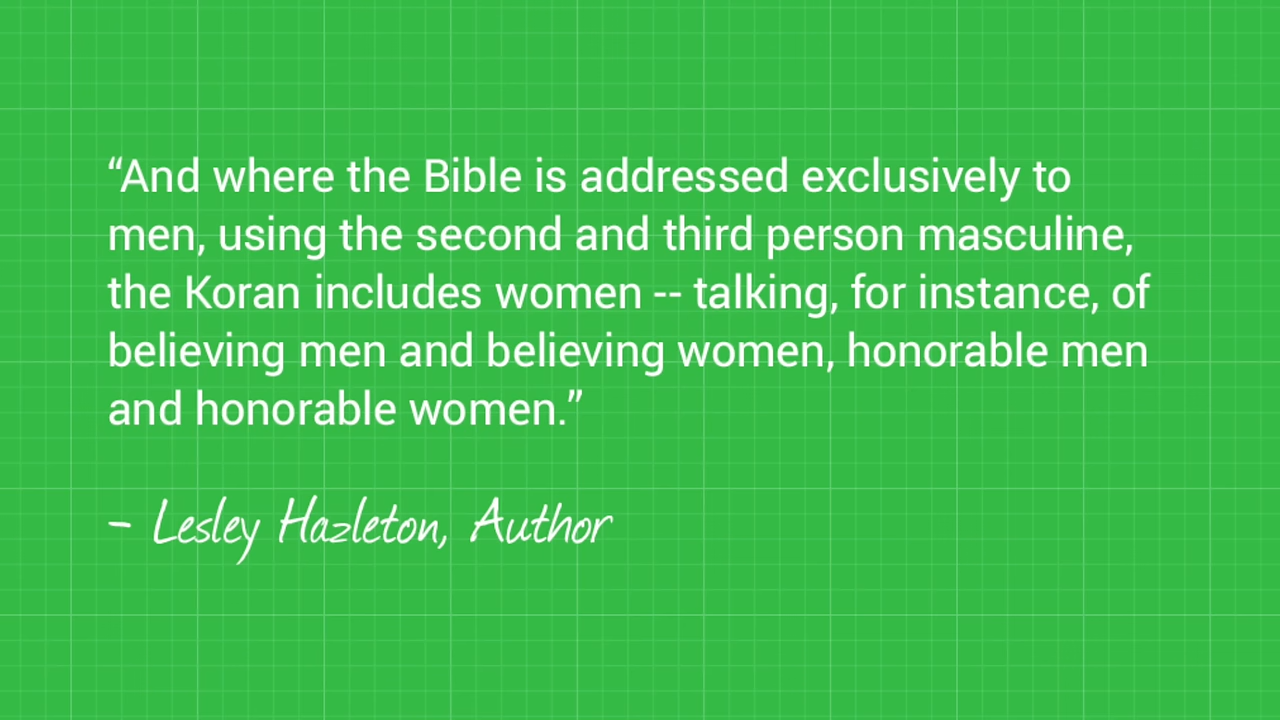 “And where the Bible is addressed exclusively to
men, using the second and third person masculine,
the Koran includes women -- talking, for instance, of
believing men and believing women, honorable men
and honorable women.”
– Lesley Hazleton, Author